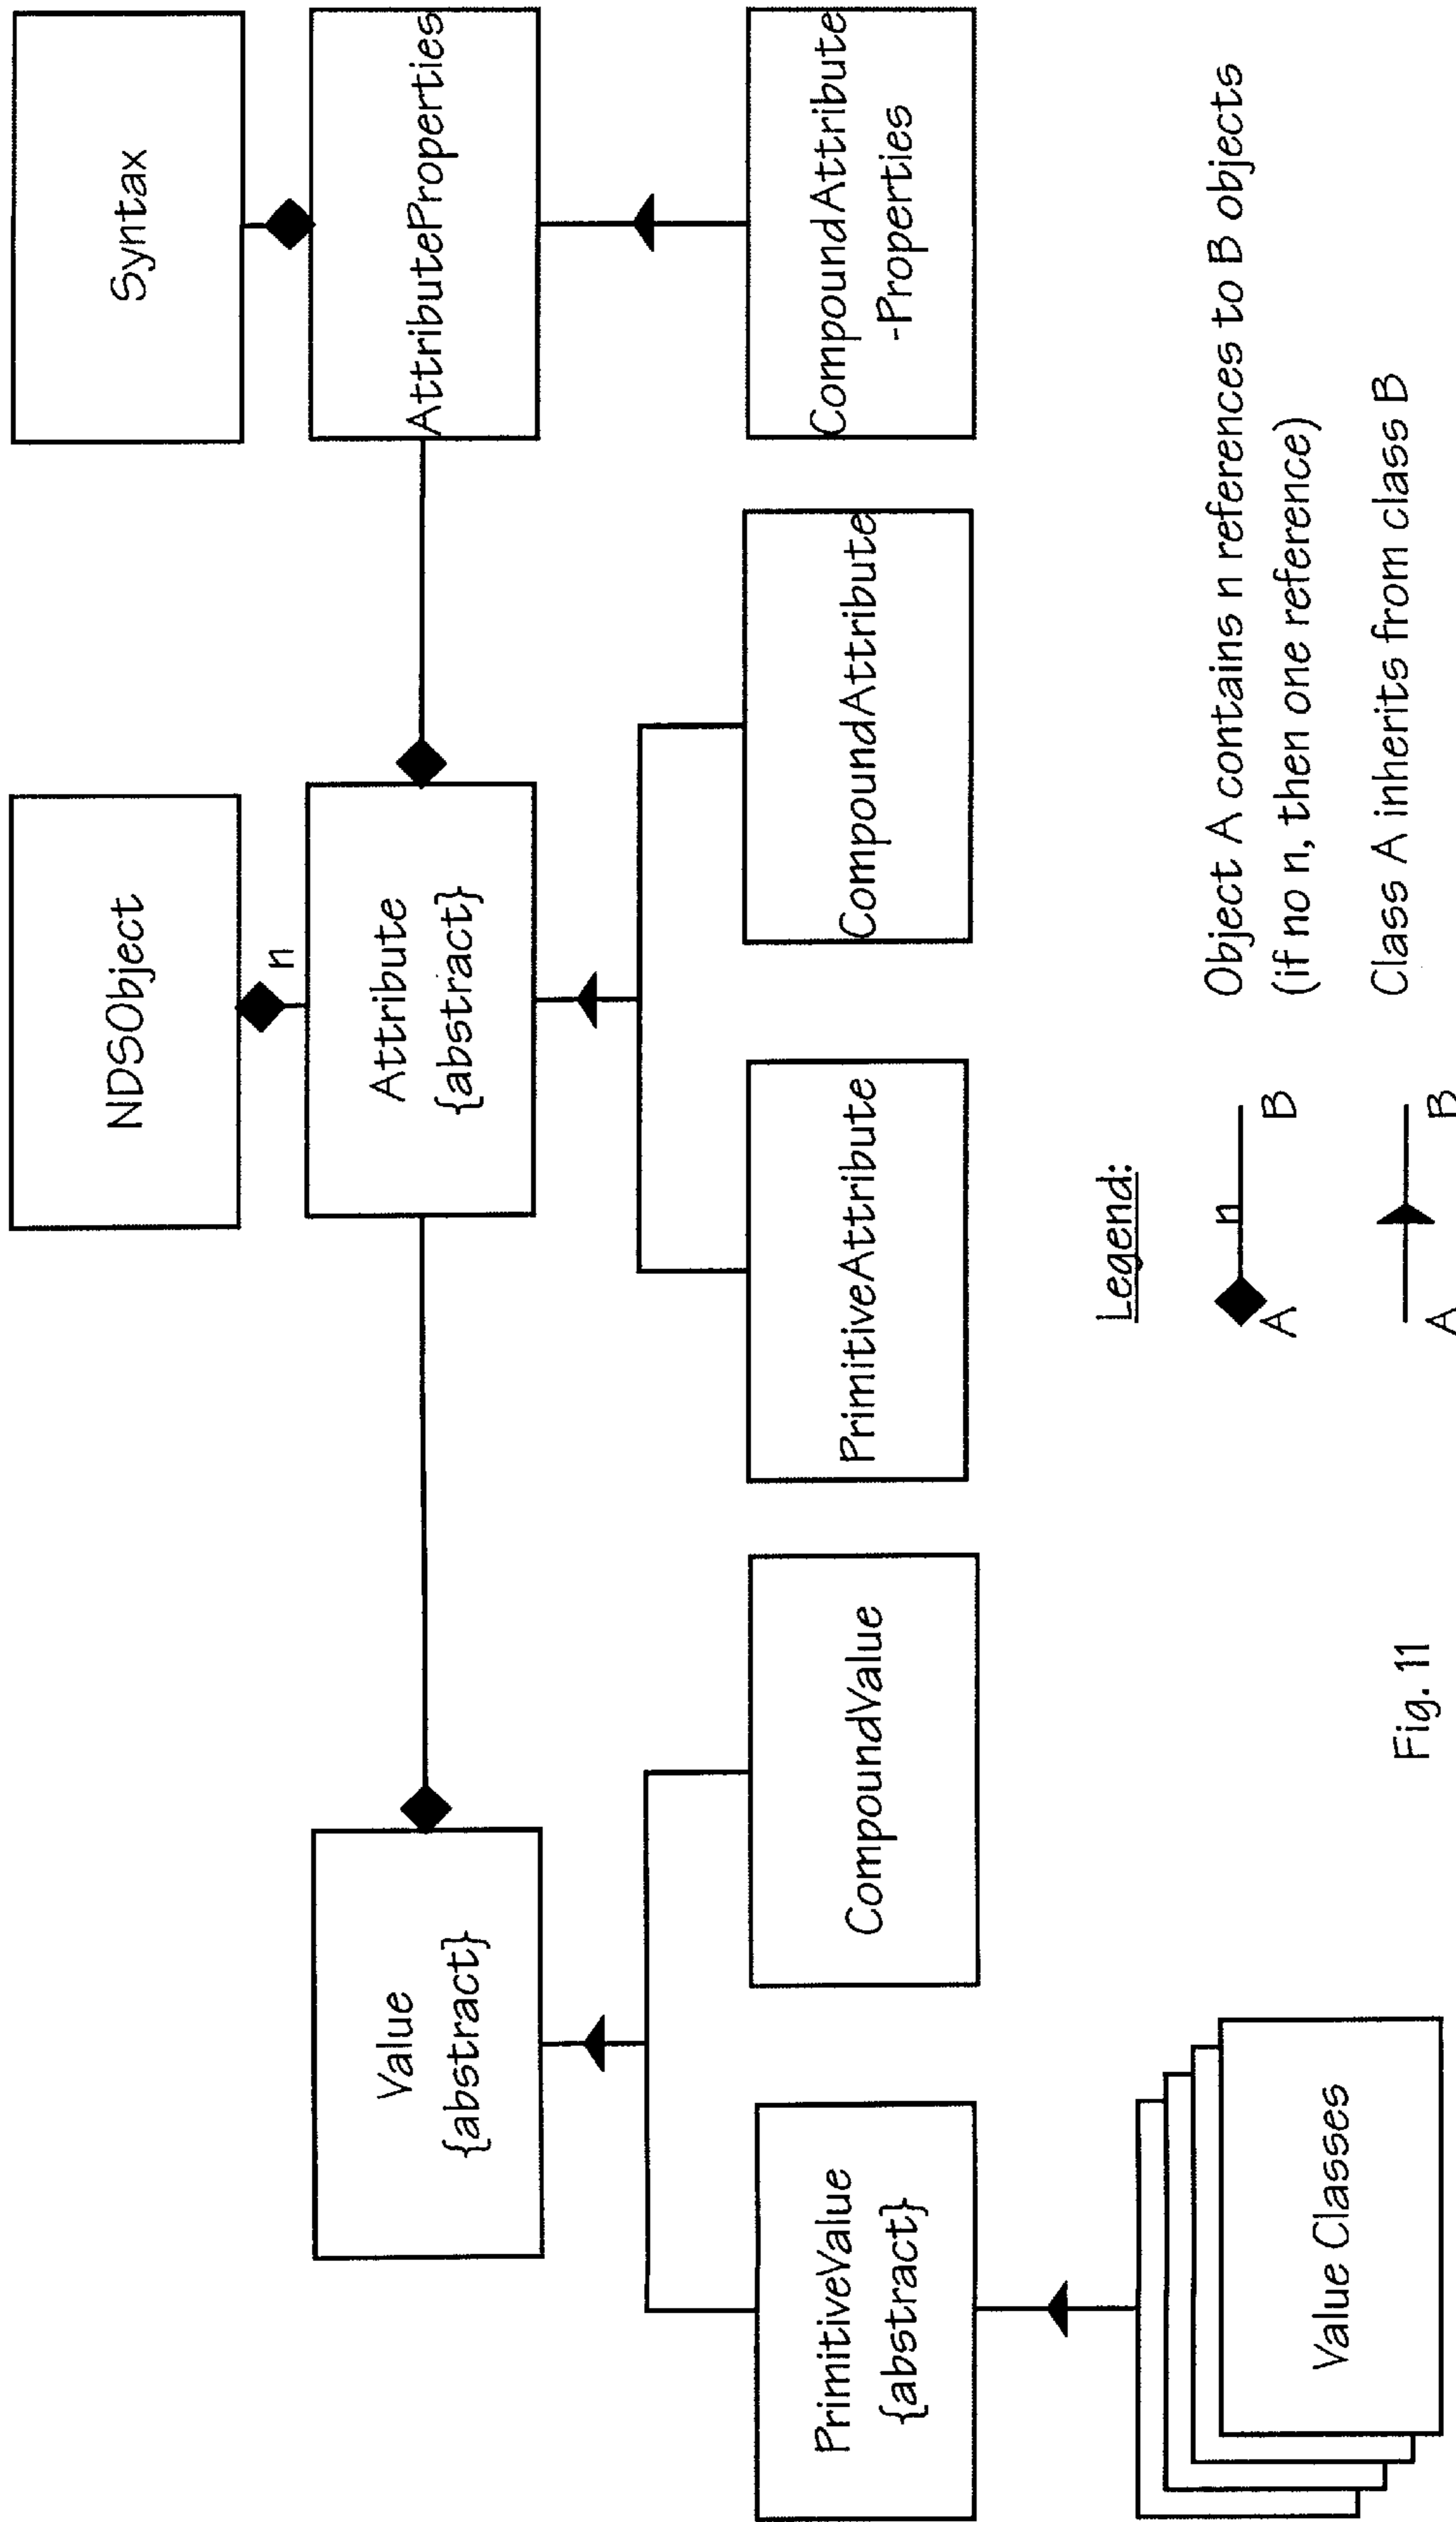 NDSObject
Syntax
n
Value
{abstract}
Attribute
{abstract}
AttributeProperties
PrimitiveValue
{abstract}
CompoundValue
PrimitiveAttribute
CompoundAttribute
CompoundAttribute
-Properties
Value Classes
Legend:
n
A B
Object A contains n references to B objects
(if no n, then one reference)
A B
Class A inherits from class B
Fig. 11